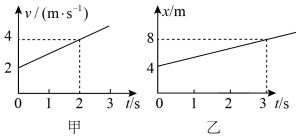 v/(m·s⁻¹)
4
2
0 1 2 3 t/s
甲
x/m
8
4
0 1 2 3 t/s
乙